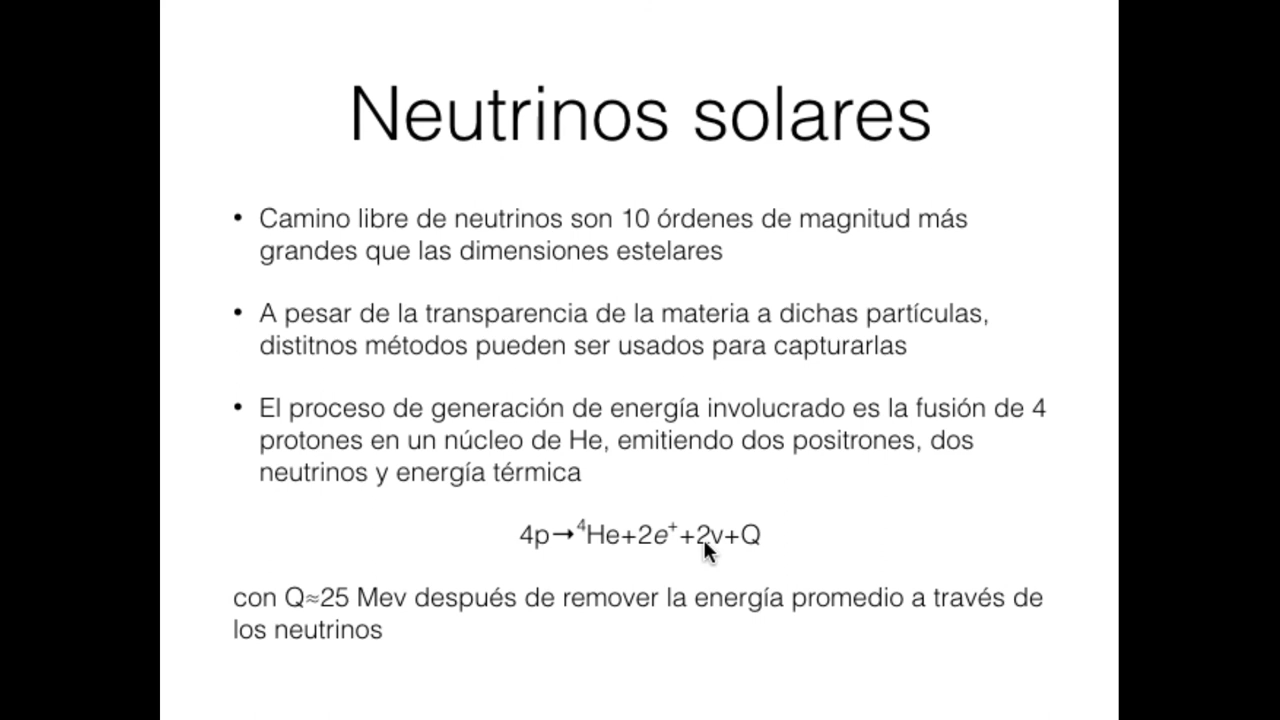 Neutrinos solares
• Camino libre de neutrinos son 10 órdenes de magnitud más
grandes que las dimensiones estelares
• A pesar de la transparencia de la materia a dichas partículas,
distitnos métodos pueden ser usados para capturarlas
• El proceso de generación de energía involucrado es la fusión de 4
protones en un núcleo de He, emitiendo dos positrones, dos
neutrinos y energía térmica
4p→⁴He+2e⁺+2ν+Q
con Q≈25 Mev después de remover la energía promedio a través de
los neutrinos